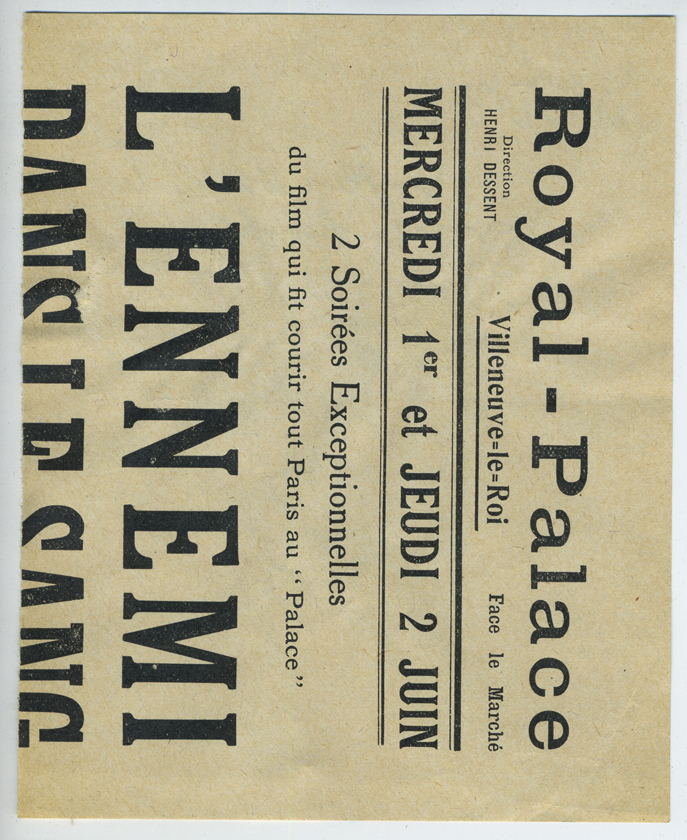 Royal-Palace
Direction
HENRI DESSENT
Villeneuve=le=Roi
Face le Marché
MERCREDI 1er et JEUDI 2 JUIN
2 Soirées Exceptionnelles
du film qui fit courir tout Paris au “ Palace ”
L'ENNEMI
DANS LE SANG